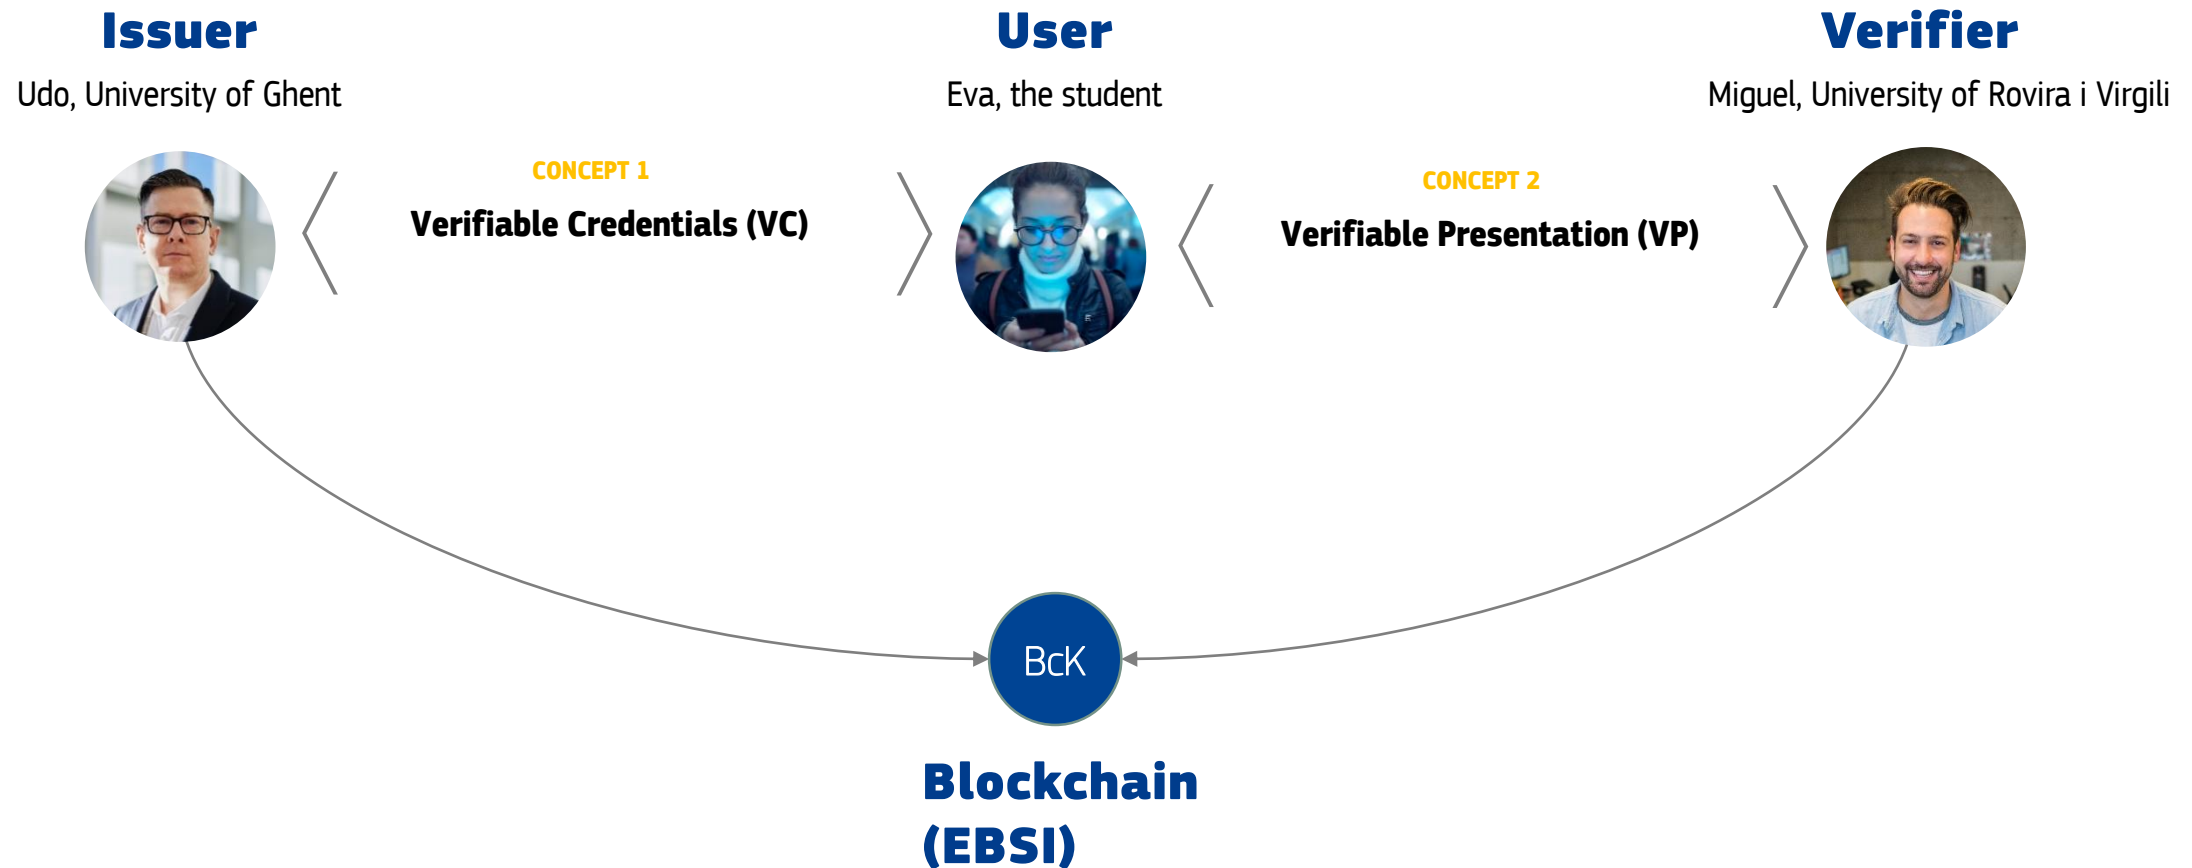 Issuer
Udo, University of Ghent
User
Eva, the student
Verifier
Miguel, University of Rovira i Virgili
CONCEPT 1
Verifiable Credentials (VC)
CONCEPT 2
Verifiable Presentation (VP)
BcK
Blockchain
(EBSI)